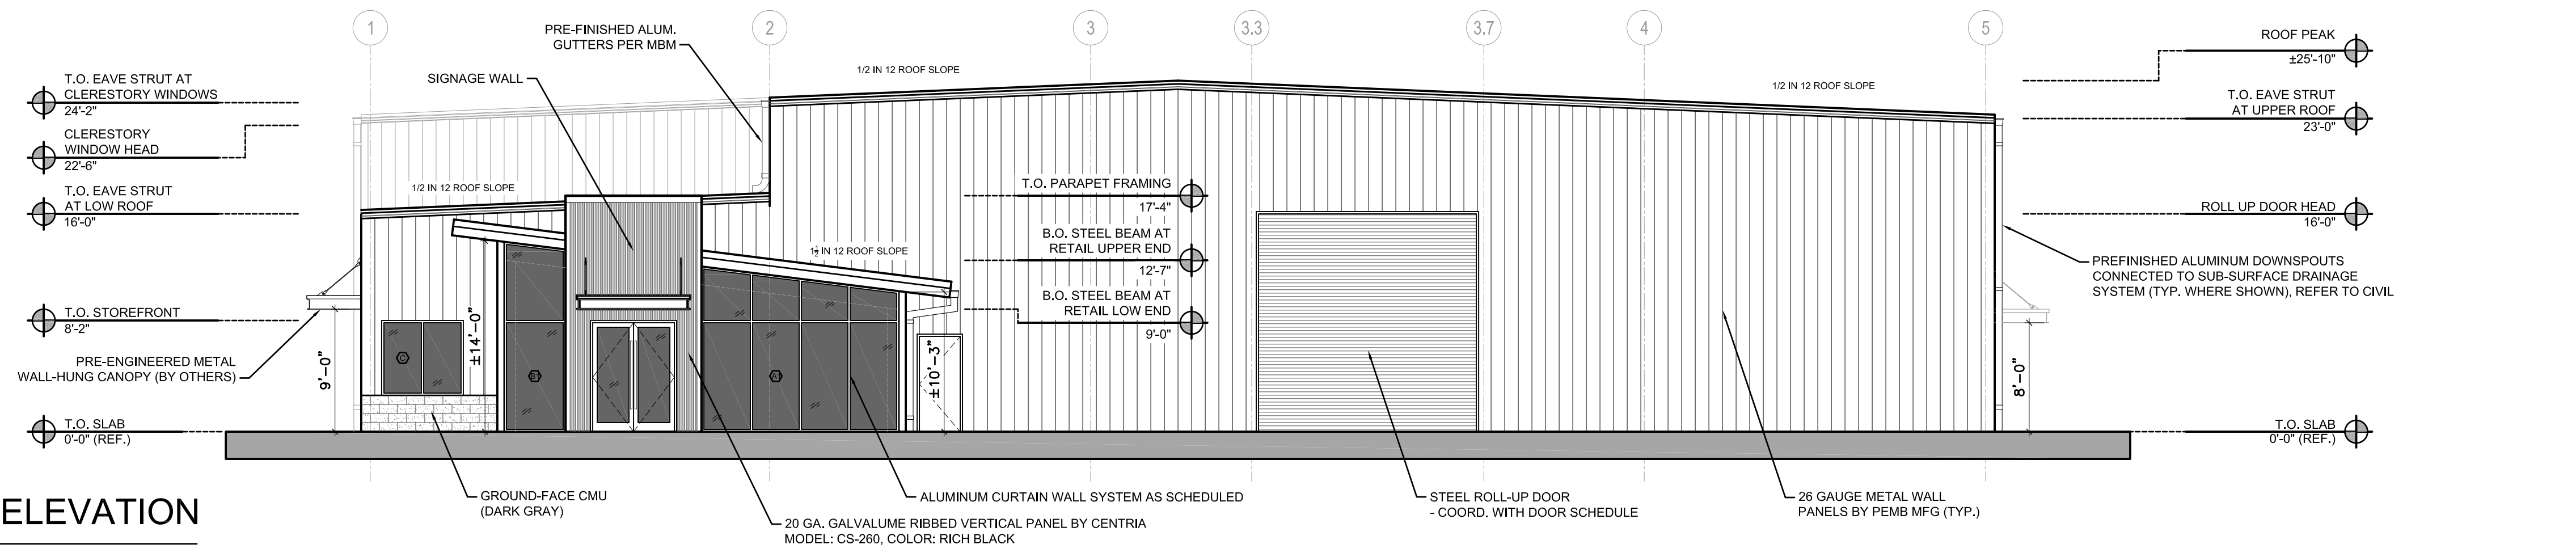 1
2
3
3.3
3.7
4
5
PRE-FINISHED ALUM.
GUTTERS PER MBM
SIGNAGE WALL
1/2 IN 12 ROOF SLOPE
1/2 IN 12 ROOF SLOPE
ROOF PEAK
±25'-10"
T.O. EAVE STRUT AT
CLERESTORY WINDOWS
24'-2"
T.O. EAVE STRUT
AT UPPER ROOF
23'-0"
CLERESTORY
WINDOW HEAD
22'-6"
T.O. EAVE STRUT
AT LOW ROOF
16'-0"
1/2 IN 12 ROOF SLOPE
T.O. PARAPET FRAMING
17'-4"
ROLL UP DOOR HEAD
16'-0"
B.O. STEEL BEAM AT
RETAIL UPPER END
12'-7"
1½ IN 12 ROOF SLOPE
PREFINISHED ALUMINUM DOWNSPOUTS
CONNECTED TO SUB-SURFACE DRAINAGE
SYSTEM (TYP. WHERE SHOWN), REFER TO CIVIL
B.O. STEEL BEAM AT
RETAIL LOW END
9'-0"
T.O. STOREFRONT
8'-2"
PRE-ENGINEERED METAL
WALL-HUNG CANOPY (BY OTHERS)
9'-0"
C
±14'-0"
B1
A1
±10'-3"
8'-0"
T.O. SLAB
0'-0" (REF.)
T.O. SLAB
0'-0" (REF.)
ELEVATION
GROUND-FACE CMU
(DARK GRAY)
20 GA. GALVALUME RIBBED VERTICAL PANEL BY CENTRIA
MODEL: CS-260, COLOR: RICH BLACK
ALUMINUM CURTAIN WALL SYSTEM AS SCHEDULED
STEEL ROLL-UP DOOR
- COORD. WITH DOOR SCHEDULE
26 GAUGE METAL WALL
PANELS BY PEMB MFG (TYP.)